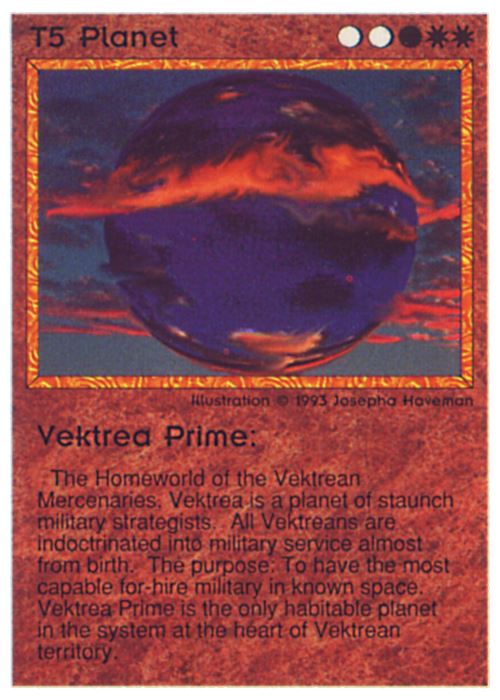 T5 Planet
Illustration © 1993 Josepha Haveman
Vektrea Prime:
The Homeworld of the Vektrean
Mercenaries, Vektrea is a planet of staunch
military strategists. All Vektreans are
indoctrinated into military service almost
from birth. The purpose: To have the most
capable for-hire military in known space.
Vektrea Prime is the only habitable planet
in the system at the heart of Vektrean
territory.